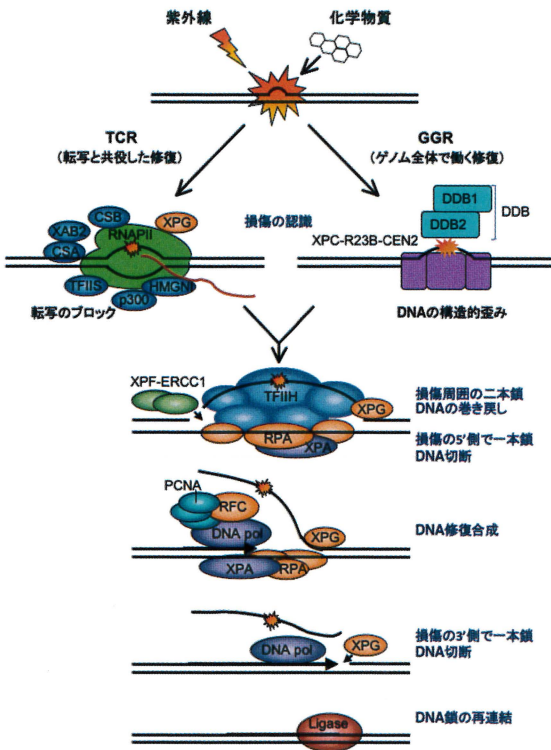 紫外線
化学物質
TCR
(転写と共役した修復)
GGR
(ゲノム全体で働く修復)
CSB
XPG
XAB2
RNAPII
CSA
TFIIS
p300
HMGNI
損傷の認識
DDB1
DDB2
DDB
XPC-R23B-CEN2
転写のブロック
DNAの構造的歪み
XPF-ERCC1
TFIIH
XPG
RPA
XPA
損傷周囲の二本鎖
DNAの巻き戻し
損傷の5'側で一本鎖
DNA切断
PCNA
RFC
DNA pol
XPG
XPA
RPA
DNA修復合成
DNA pol
XPG
損傷の3'側で一本鎖
DNA切断
Ligase
DNA鎖の再連結